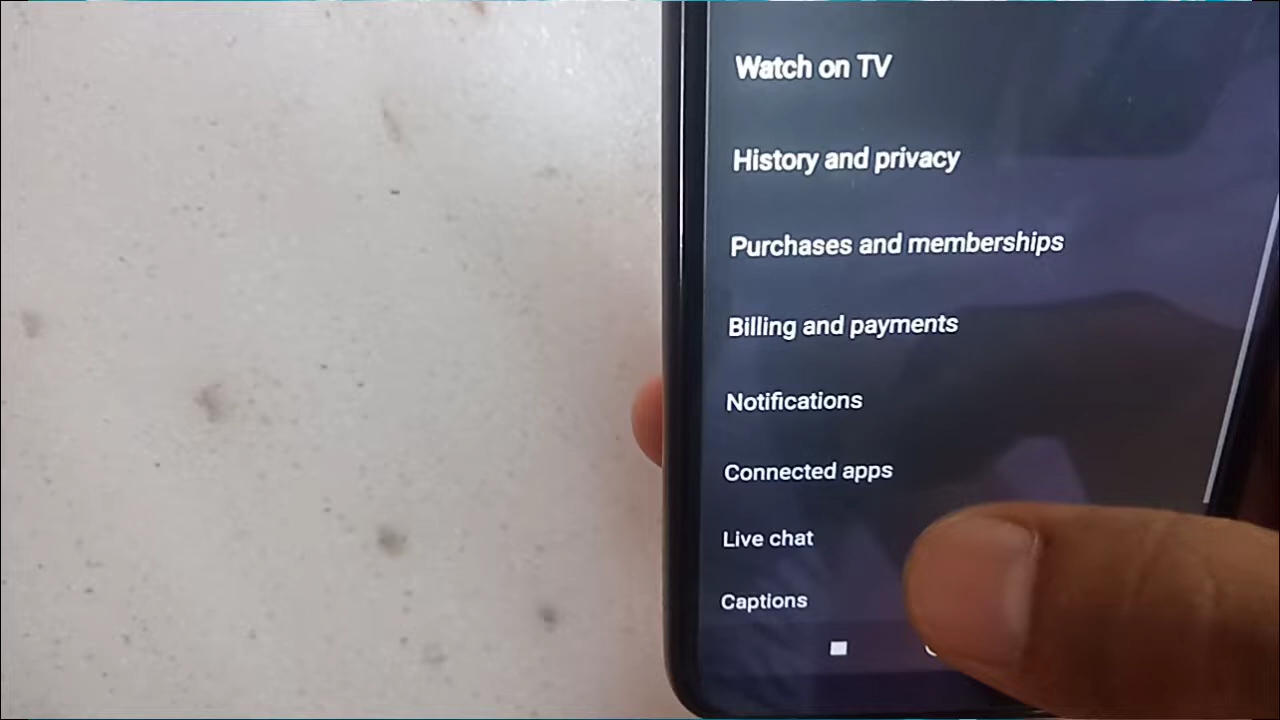 Watch on TV
History and privacy
Purchases and memberships
Billing and payments
Notifications
Connected apps
Live chat
Captions